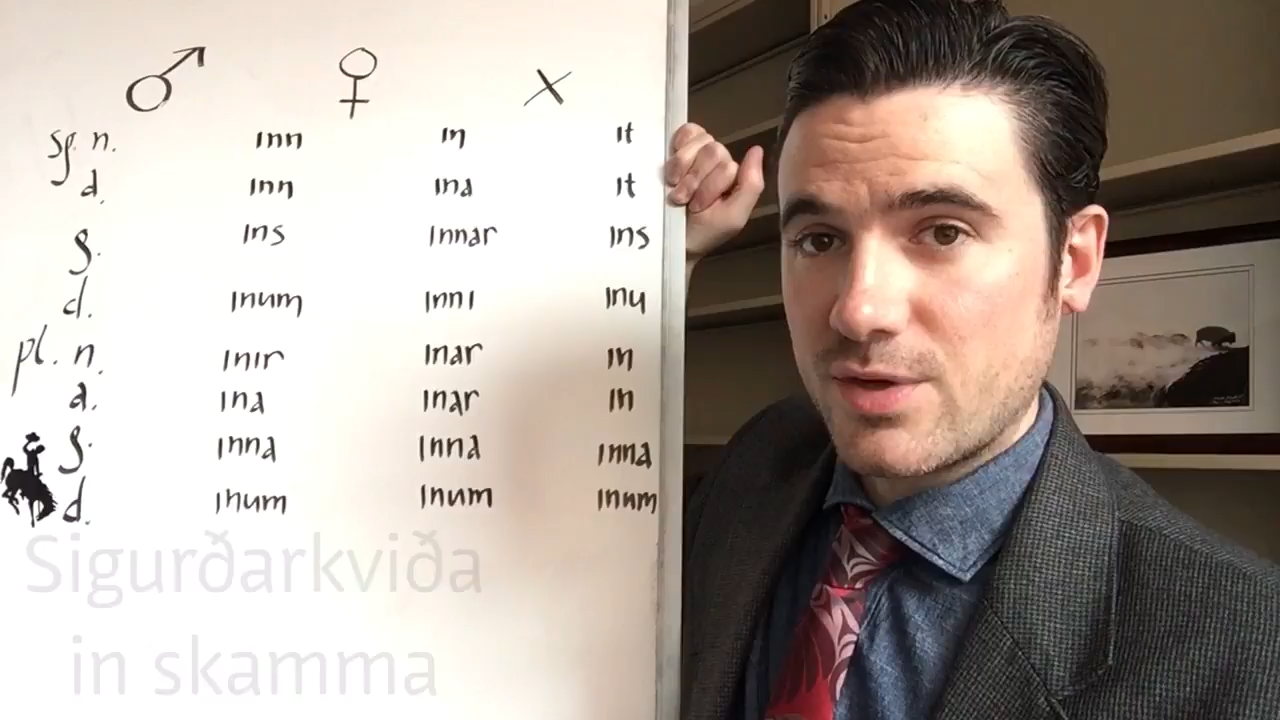 ♂ ♀ X
sg. n. inn in it
a. inn ina it
g. ins innar ins
d. inum inni inu
pl. n. inir inar in
a. ina inar in
g. inna inna inna
d. inum inum inum
Sigurðarkviða
in skamma